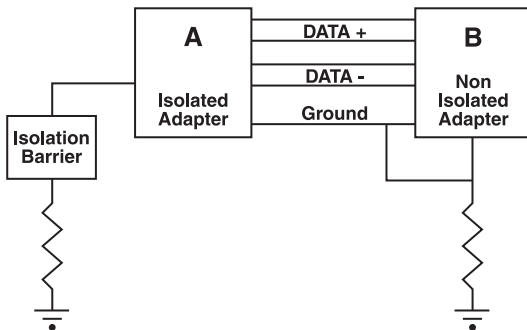 A
Isolated
Adapter
DATA +
DATA -
Ground
B
Non
Isolated
Adapter
Isolation
Barrier